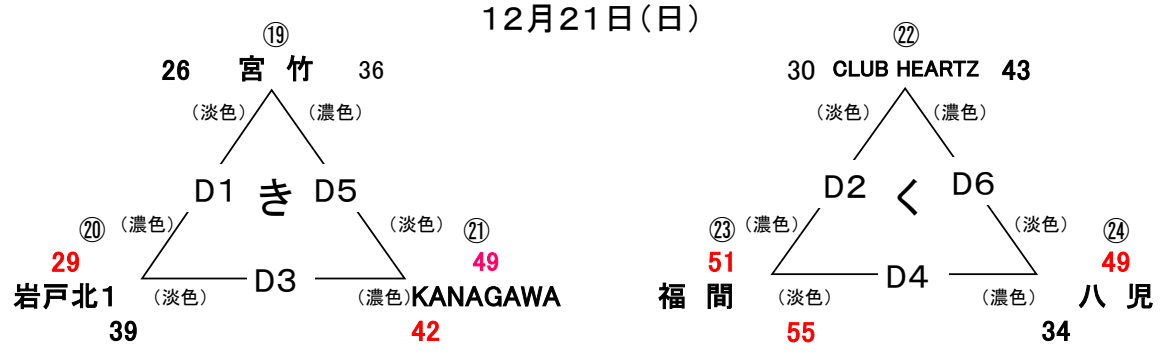 12月21日（日）
⑲
26 宮 竹 36
（淡色） （濃色）
D1 き D5
⑳ （濃色） （淡色） ㉑
29 49
岩戸北1 （淡色） D3 （濃色） KANAGAWA
39 42
㉒
30 CLUB HEARTZ 43
（淡色） （濃色）
D2 く D6
㉓ （濃色） （淡色） ㉔
51 49
福 間 （淡色） D4 （濃色） 八 児
55 34